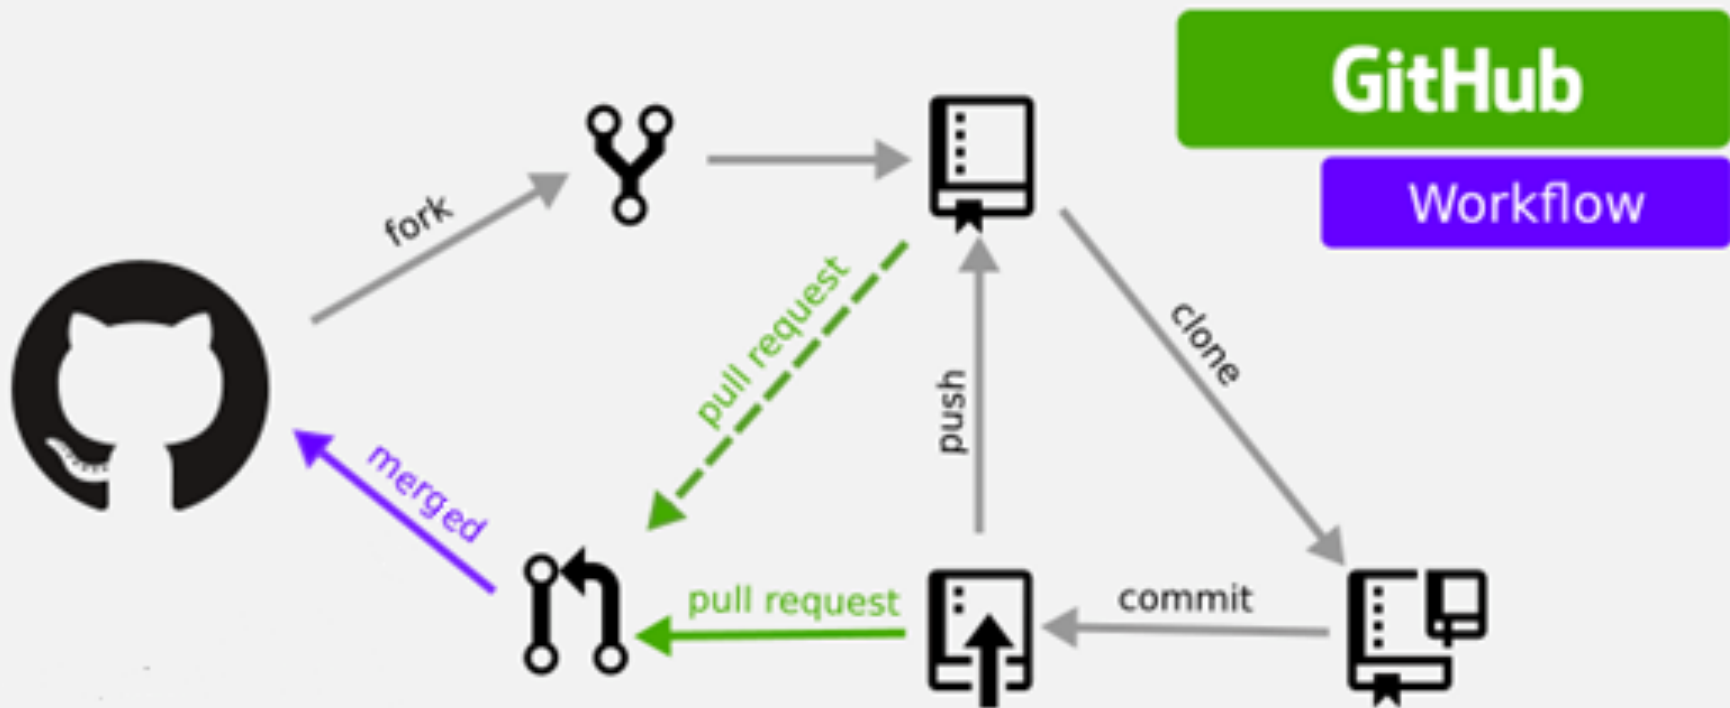 GitHub
Workflow
fork
pull request
clone
push
merged
pull request
commit